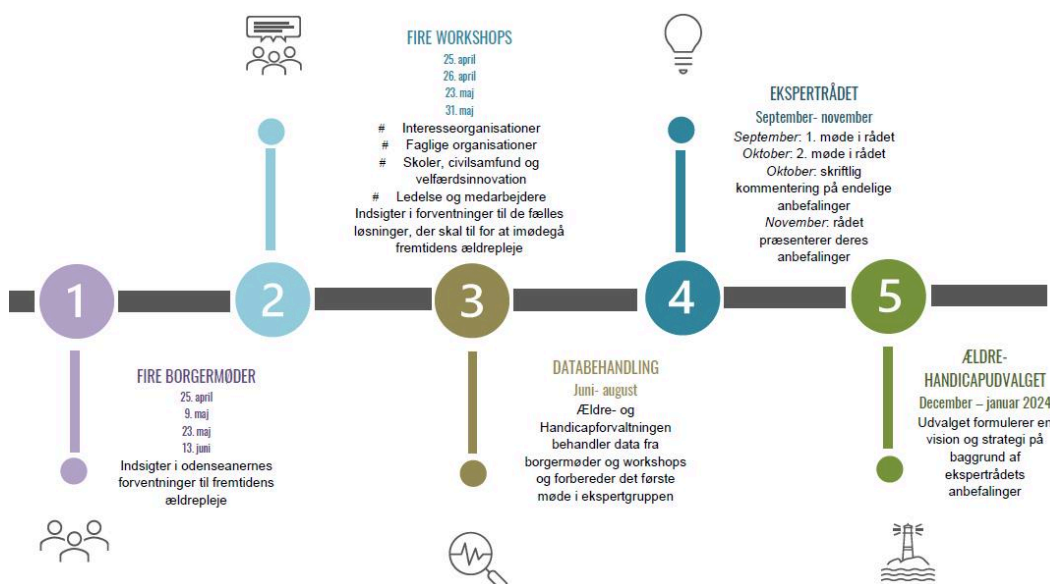 1
FIRE BORGERMØDER
25. april
9. maj
23. maj
13. juni
Indsigter i odenseanernes
forventninger til fremtidens
ældrepleje
2
FIRE WORKSHOPS
25. april
26. april
23. maj
31. maj
# Interesseorganisationer
# Faglige organisationer
# Skoler, civilsamfund og
velfærdsinnovation
# Ledelse og medarbejdere
Indsigter i forventninger til de fælles
løsninger, der skal til for at imødegå
fremtidens ældrepleje
3
DATABEHANDLING
Juni- august
Ældre- og
Handicapforvaltningen
behandler data fra
borgermøder og workshops
og forbereder det første
møde i ekspertgruppen
4
EKSPERTRÅDET
September- november
September: 1. møde i rådet
Oktober: 2. møde i rådet
Oktober: skriftlig
kommentering på endelige
anbefalinger
November: rådet
præsenterer deres
anbefalinger
5
ÆLDRE-
HANDICAPUDVALGET
December – januar 2024
Udvalget formulerer en
vision og strategi på
baggrund af
ekspertrådets
anbefalinger